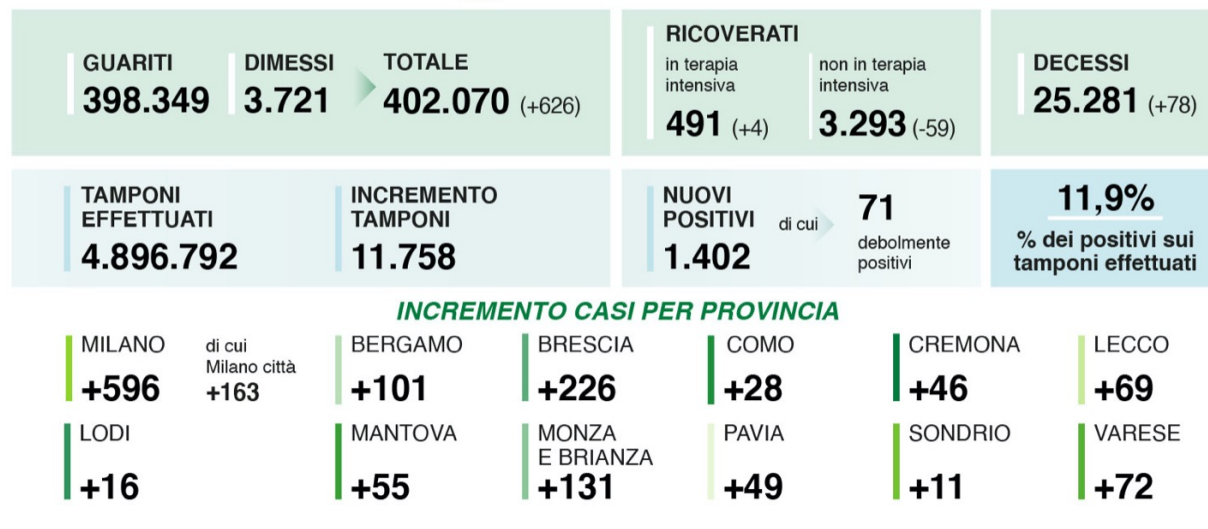 GUARITI
398.349
DIMESSI
3.721
TOTALE
402.070 (+626)
RICOVERATI
in terapia
intensiva
491 (+4)
non in terapia
intensiva
3.293 (-59)
DECESSI
25.281 (+78)
TAMPONI
EFFETTUATI
4.896.792
INCREMENTO
TAMPONI
11.758
NUOVI
POSITIVI
1.402
di cui
71
debolmente
positivi
11,9%
% dei positivi sui
tamponi effettuati
INCREMENTO CASI PER PROVINCIA
MILANO
+596
di cui
Milano città
+163
BERGAMO
+101
BRESCIA
+226
COMO
+28
CREMONA
+46
LECCO
+69
LODI
+16
MANTOVA
+55
MONZA
E BRIANZA
+131
PAVIA
+49
SONDRIO
+11
VARESE
+72